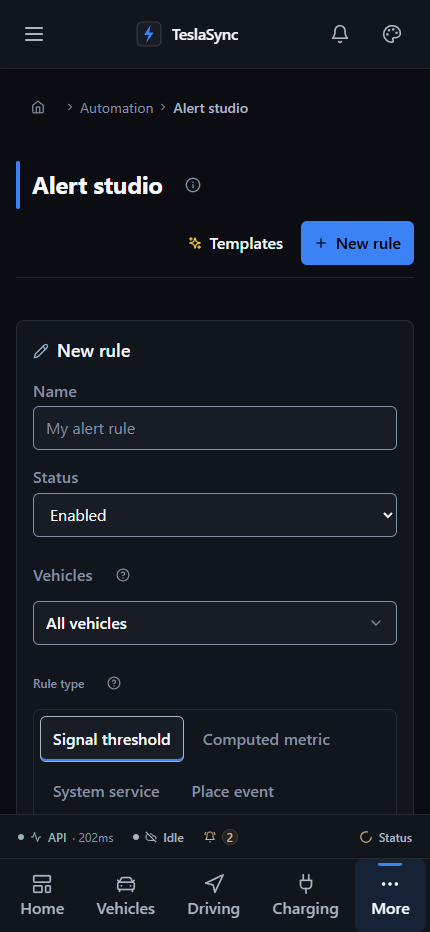 TeslaSync
Automation
Alert studio
Alert studio
Templates
+ New rule
New rule
Name
My alert rule
Status
Enabled
Vehicles
All vehicles
Rule type
Signal threshold
Computed metric
System service
Place event
API · 202ms
Idle
2
Status
Home
Vehicles
Driving
Charging
More